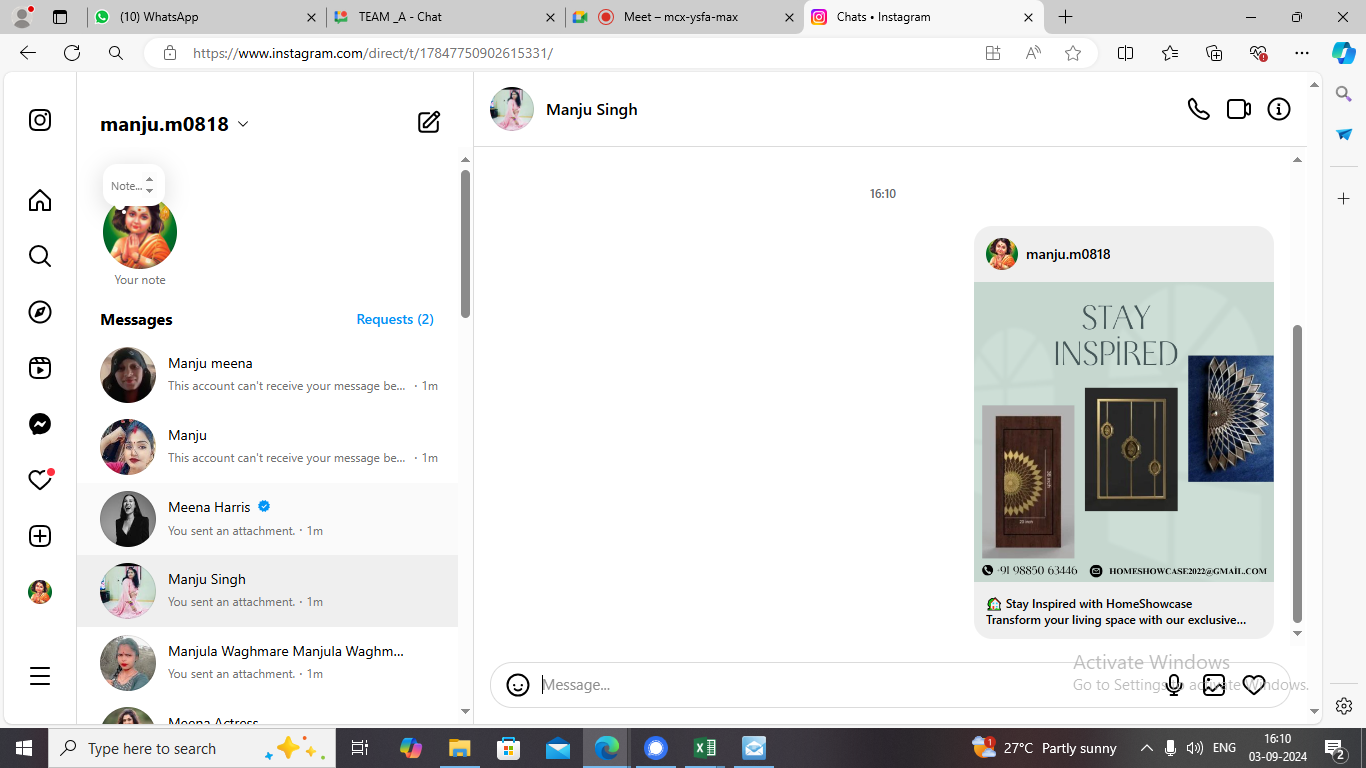 (10) WhatsApp
TEAM _A - Chat
Meet – mcx-ysfa-max
Chats • Instagram
https://www.instagram.com/direct/t/17847750902615331/
manju.m0818
Note...
Your note
Messages
Requests (2)
Manju meena
This account can't receive your message be... · 1m
Manju
This account can't receive your message be... · 1m
Meena Harris
You sent an attachment. · 1m
Manju Singh
You sent an attachment. · 1m
Manjula Waghmare Manjula Waghm...
You sent an attachment. · 1m
Meena Actress
Manju Singh
16:10
manju.m0818
STAY
INSPIRED
36 inch
23 inch
+91 98850 63446
HOMESHOWCASE2022@GMAIL.COM
🏡 Stay Inspired with HomeShowcase
Transform your living space with our exclusive...
Message...
Activate Windows
Go to Settings to activate Windows.
Type here to search
27°C Partly sunny
ENG
16:10
03-09-2024
2